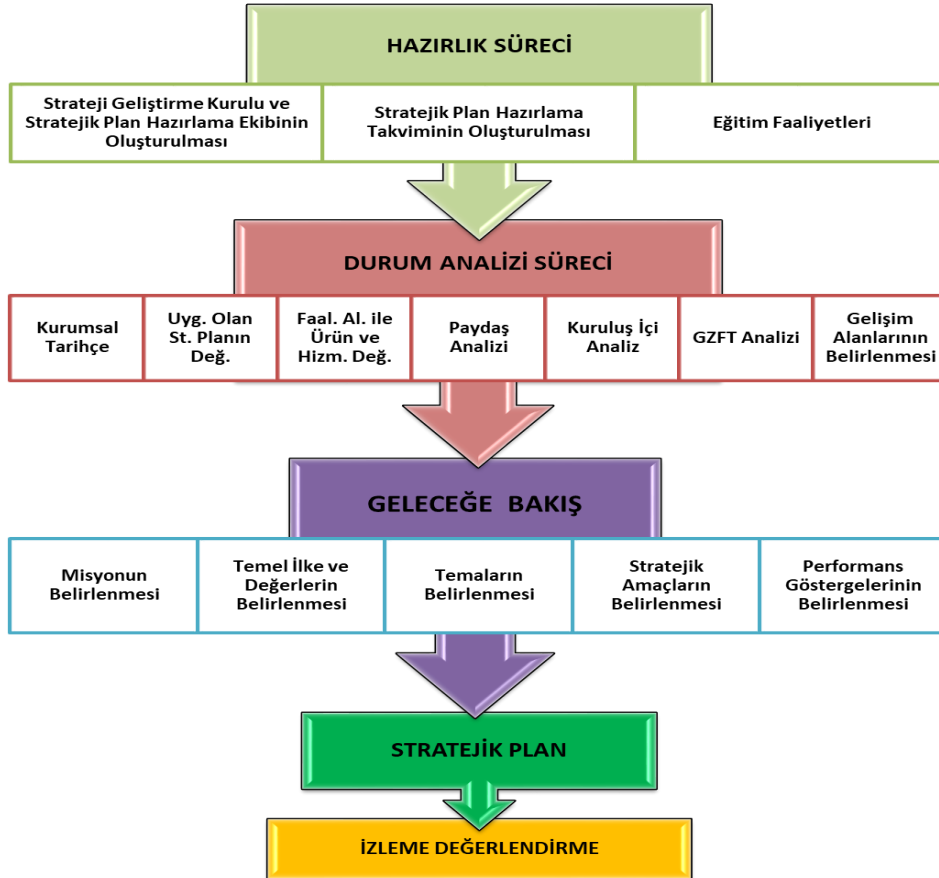 HAZIRLIK SÜRECİ
Strateji Geliştirme Kurulu ve
Stratejik Plan Hazırlama Ekibinin
Oluşturulması
Stratejik Plan Hazırlama
Takviminin Oluşturulması
Eğitim Faaliyetleri
DURUM ANALİZİ SÜRECİ
Kurumsal
Tarihçe
Uyg. Olan
St. Planın
Değ.
Faal. Al. ile
Ürün ve
Hizm. Değ.
Paydaş
Analizi
Kuruluş İçi
Analiz
GZFT Analizi
Gelişim
Alanlarının
Belirlenmesi
GELECEĞE BAKIŞ
Misyonun
Belirlenmesi
Temel İlke ve
Değerlerin
Belirlenmesi
Temaların
Belirlenmesi
Stratejik
Amaçların
Belirlenmesi
Performans
Göstergelerinin
Belirlenmesi
STRATEJİK PLAN
İZLEME DEĞERLENDİRME